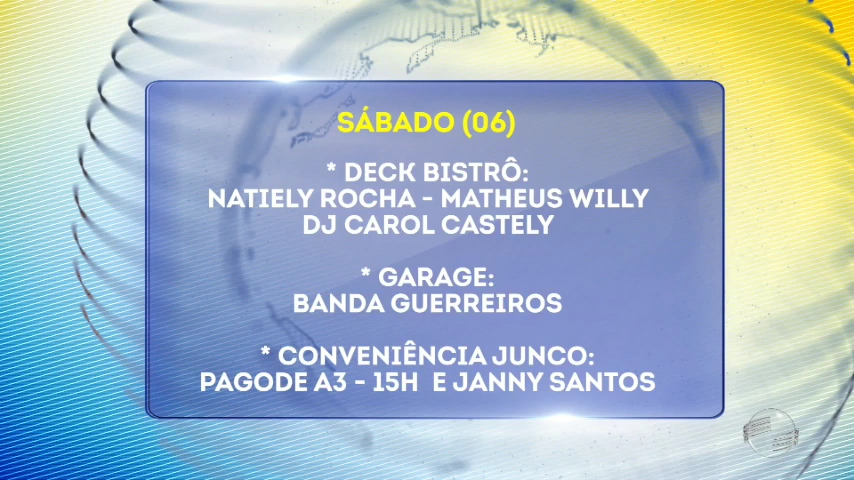 SÁBADO (06)
* DECK BISTRÔ:
NATIELY ROCHA - MATHEUS WILLY
DJ CAROL CASTELY
* GARAGE:
BANDA GUERREIROS
* CONVENIÊNCIA JUNCO:
PAGODE A3 - 15H E JANNY SANTOS